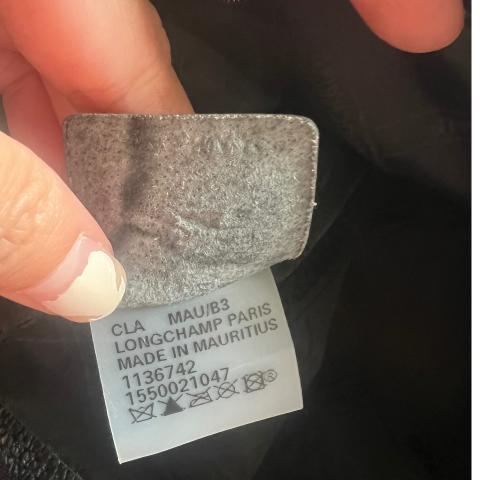 CLA MAU/B3
LONGCHAMP PARIS
MADE IN MAURITIUS
1136742
1550021047